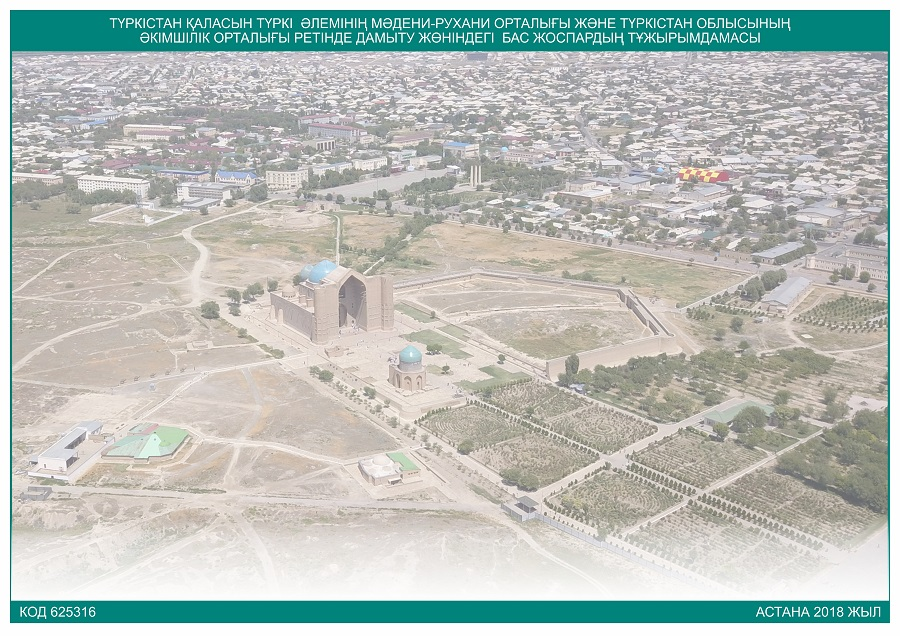 ТҮРКІСТАН ҚАЛАСЫН ТҮРКІ ӘЛЕМІНІҢ МӘДЕНИ-РУХАНИ ОРТАЛЫҒЫ ЖӘНЕ ТҮРКІСТАН ОБЛЫСЫНЫҢ
ӘКІМШІЛІК ОРТАЛЫҒЫ РЕТІНДЕ ДАМЫТУ ЖӨНІНДЕГІ БАС ЖОСПАРДЫҢ ТҰЖЫРЫМДАМАСЫ
КОД 625316
АСТАНА 2018 ЖЫЛ